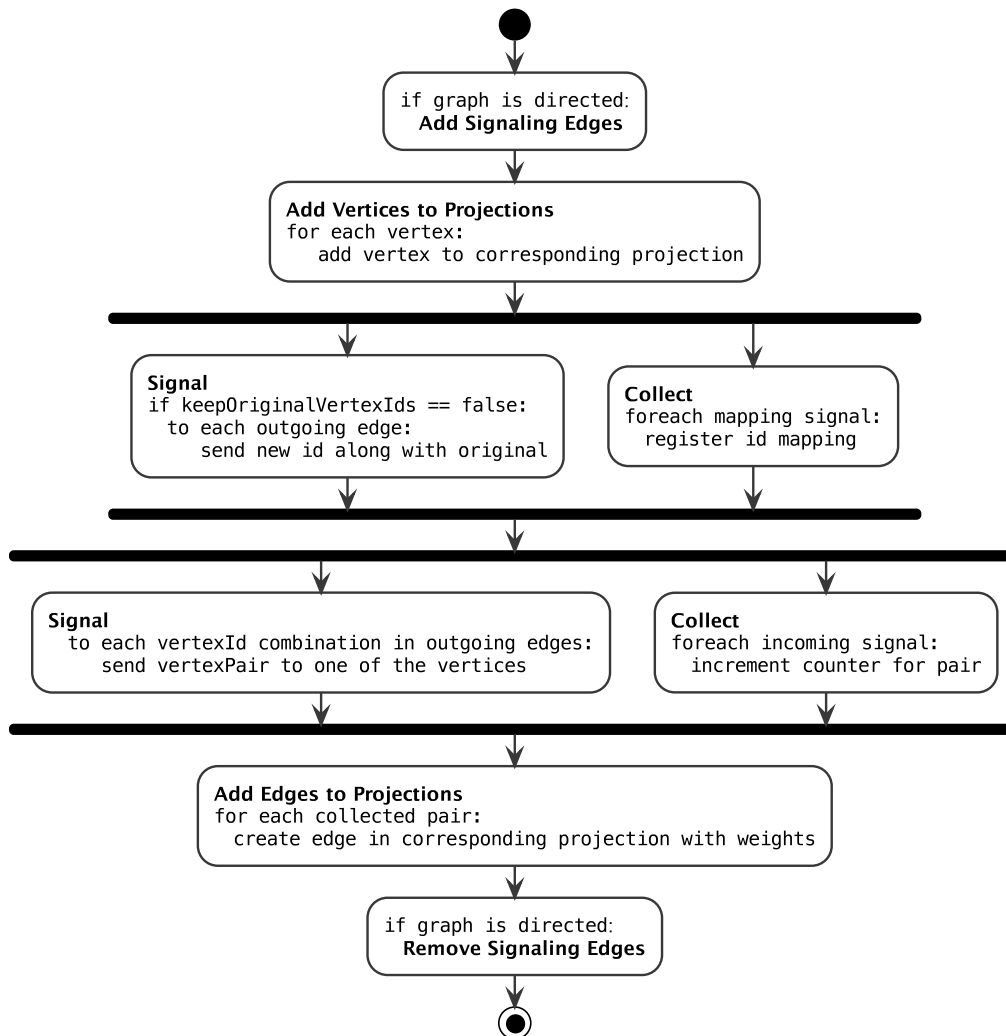 if graph is directed:
Add Signaling Edges
Add Vertices to Projections
for each vertex:
add vertex to corresponding projection
Signal
if keepOriginalVertexIds == false:
to each outgoing edge:
send new id along with original
Collect
foreach mapping signal:
register id mapping
Signal
to each vertexId combination in outgoing edges:
send vertexPair to one of the vertices
Collect
foreach incoming signal:
increment counter for pair
Add Edges to Projections
for each collected pair:
create edge in corresponding projection with weights
if graph is directed:
Remove Signaling Edges